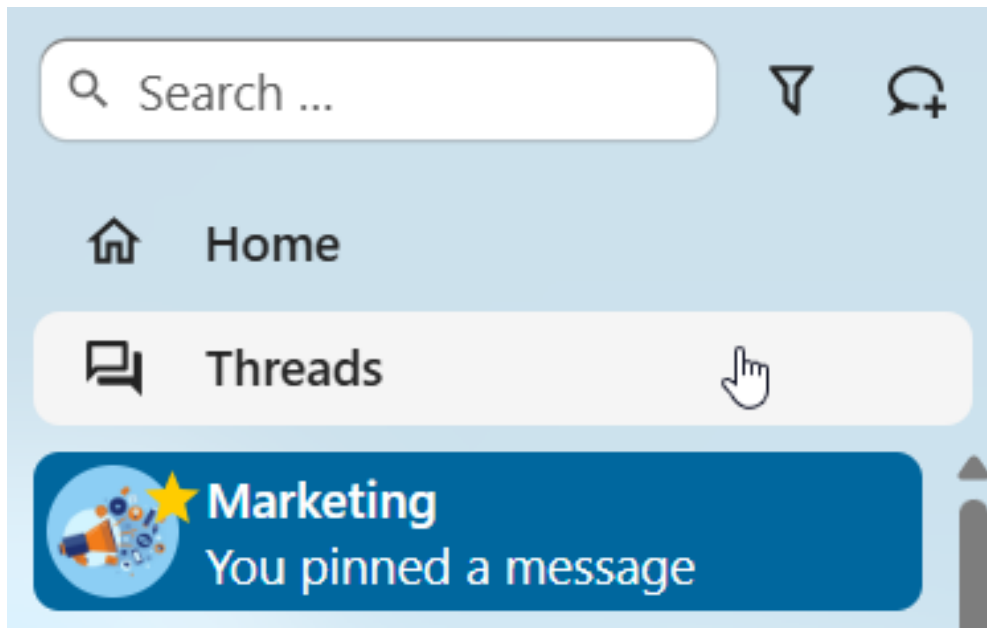 Search ...
Home
Threads
Marketing
You pinned a message